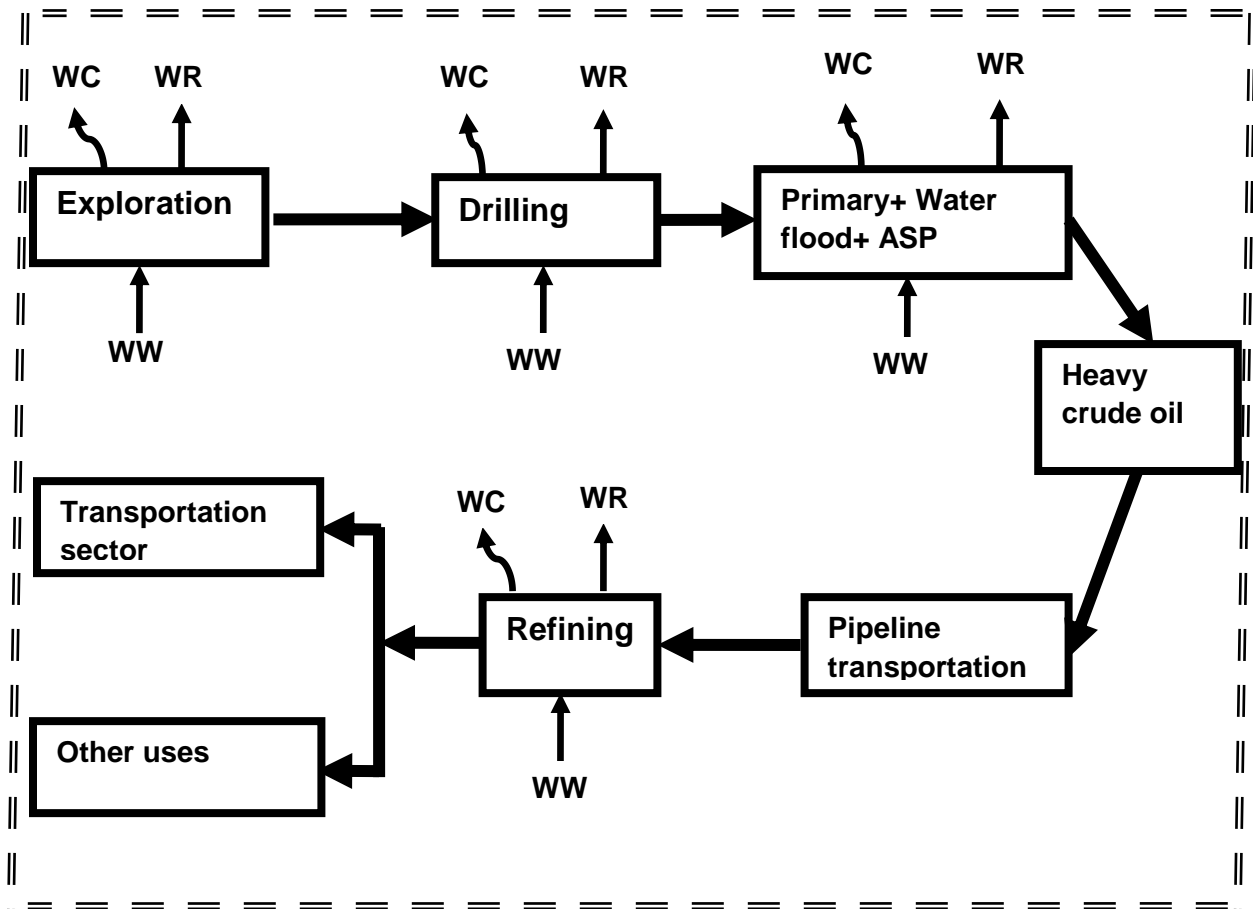 WC WR
Exploration
WW
WC WR
Drilling
WW
WC WR
Primary+ Water
flood+ ASP
WW
Heavy
crude oil
Pipeline
transportation
WC WR
Refining
WW
Transportation
sector
Other uses